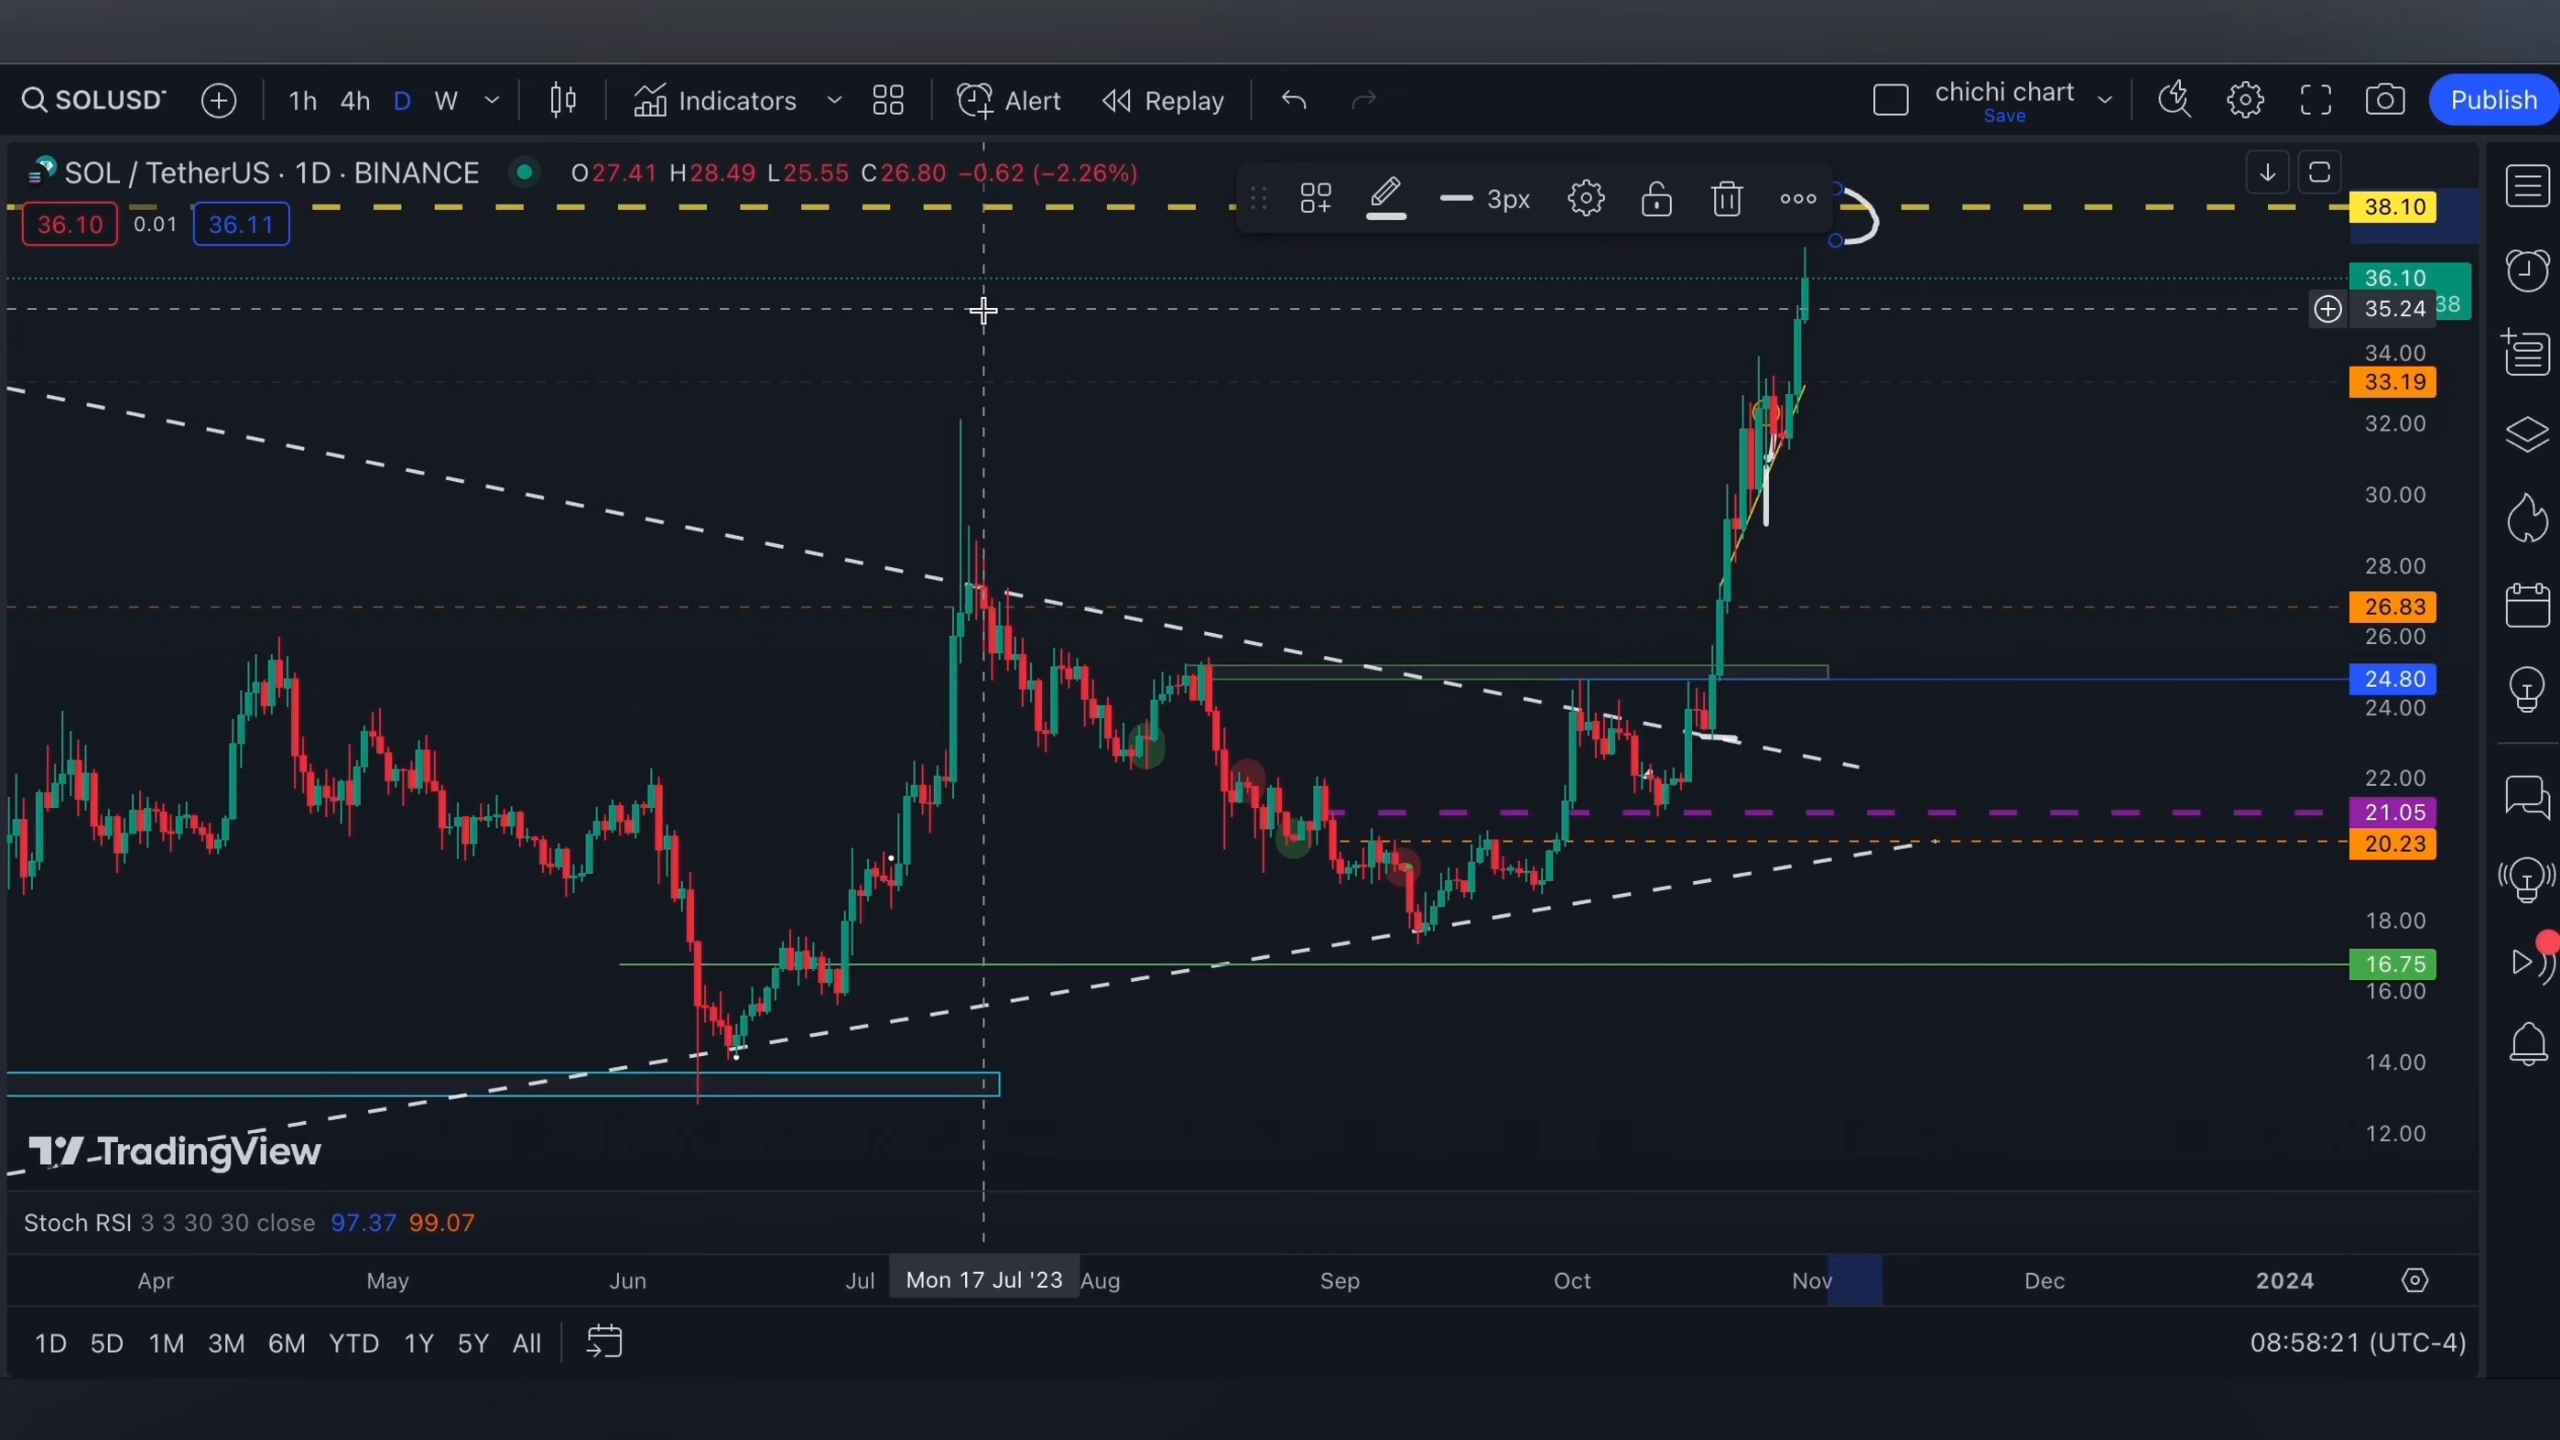 SOLUSD 1h 4h D W Indicators Alert Replay chichi chart Publish
Save
SOL / TetherUS · 1D · BINANCE O27.41 H28.49 L25.55 C26.80 −0.62 (−2.26%)
3px
36.10 0.01 36.11
38.10
36.10
35.24
38
34.00
33.19
32.00
30.00
28.00
26.83
26.00
24.80
24.00
22.00
21.05
20.23
18.00
16.75
16.00
14.00
12.00
TradingView
Stoch RSI 3 3 30 30 close 97.37 99.07
Apr May Jun Jul Mon 17 Jul '23 Aug Sep Oct Nov Dec 2024
1D 5D 1M 3M 6M YTD 1Y 5Y All 08:58:21 (UTC-4)